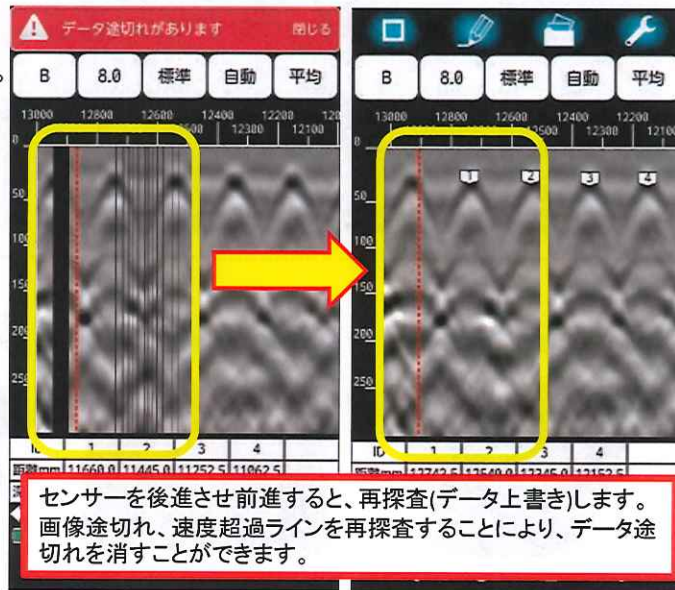 データ途切れがあります 閉じる
B 8.0 標準 自動 平均
13000 12800 12600 12400 12200
12300 12100
0
50
100
150
200
250
ID 1 2 3 4
距離mm 11660.0 11445.0 11252.5 11062.5
B 8.0 標準 自動 平均
13000 12800 12600 12400 12200
12500 12300 12100
0
50
100
150
200
250
1 2 3 4
ID 1 2 3 4
12742.5 12540.0 12345.0 12152.5
センサーを後進させ前進すると、再探査(データ上書き)します。
画像途切れ、速度超過ラインを再探査することにより、データ途
切れを消すことができます。